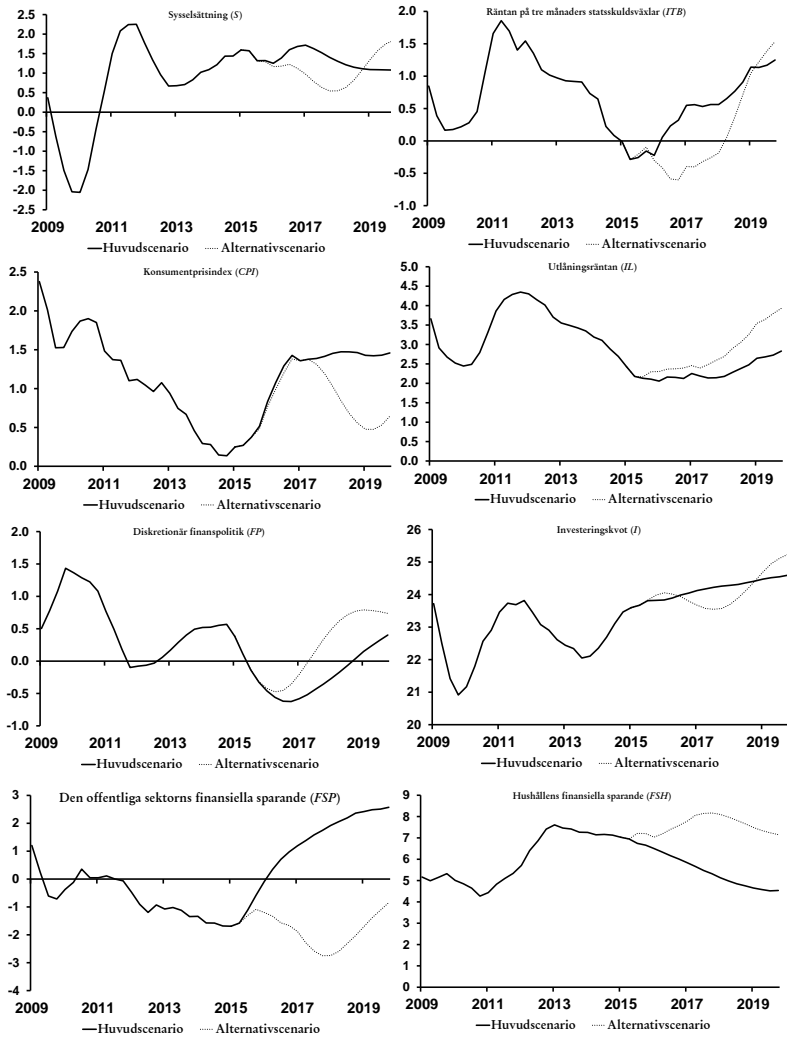 Sysselsättning (S)
2.5
2.0
1.5
1.0
0.5
0.0
-0.5
-1.0
-1.5
-2.0
-2.5
2009 2011 2013 2015 2017 2019
Huvudscenario Alternativscenario
Räntan på tre månaders statsskuldsväxlar (ITB)
2.0
1.5
1.0
0.5
0.0
-0.5
-1.0
2009 2011 2013 2015 2017 2019
Huvudscenario Alternativscenario
Konsumentprisindex (CPI)
2.5
2.0
1.5
1.0
0.5
0.0
2009 2011 2013 2015 2017 2019
Huvudscenario Alternativscenario
Utlåningsräntan (IL)
5.0
4.5
4.0
3.5
3.0
2.5
2.0
1.5
1.0
0.5
0.0
2009 2011 2013 2015 2017 2019
Huvudscenario Alternativscenario
Diskretionär finanspolitik (FP)
2.0
1.5
1.0
0.5
0.0
-0.5
-1.0
2009 2011 2013 2015 2017 2019
Huvudscenario Alternativscenario
Investeringskvot (I)
26
25
24
23
22
21
20
2009 2011 2013 2015 2017 2019
Huvudscenario Alternativscenario
Den offentliga sektorns finansiella sparande (FSP)
3
2
1
0
-1
-2
-3
-4
2009 2011 2013 2015 2017 2019
Huvudscenario Alternativscenario
Hushållens finansiella sparande (FSH)
9
8
7
6
5
4
3
2
1
0
2009 2011 2013 2015 2017 2019
Huvudscenario Alternativscenario